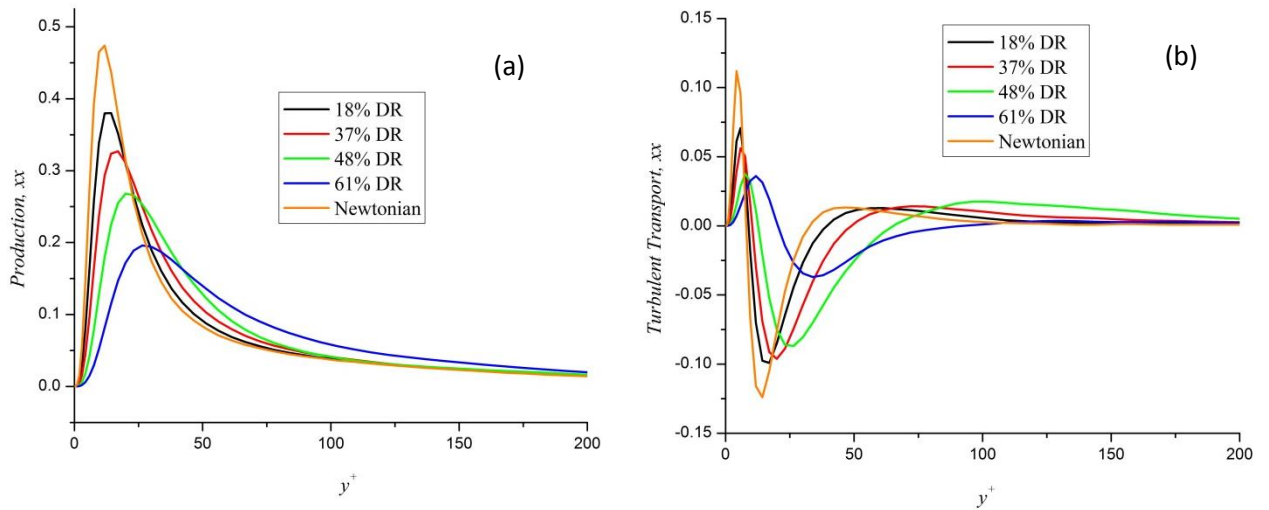 (a)
Production, xx
0.5
0.4
0.3
0.2
0.1
0.0
18% DR
37% DR
48% DR
61% DR
Newtonian
0 50 100 150 200
y+
(b)
Turbulent Transport, xx
0.15
0.10
0.05
0.00
-0.05
-0.10
-0.15
18% DR
37% DR
48% DR
61% DR
Newtonian
0 50 100 150 200
y+